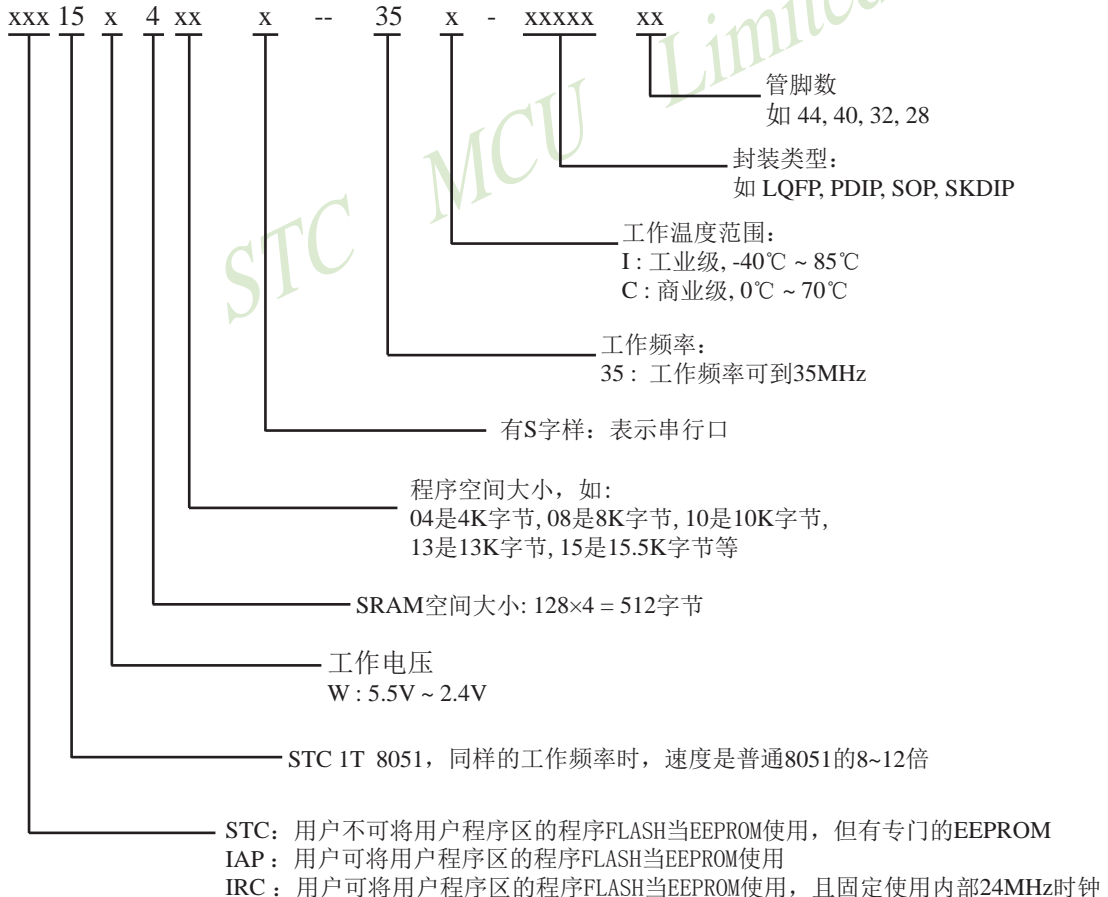 xxx 15 x 4 xx x -- 35 x - xxxxx xx
管脚数
如 44, 40, 32, 28
封装类型：
如 LQFP, PDIP, SOP, SKDIP
工作温度范围：
I : 工业级, -40℃ ~ 85℃
C : 商业级, 0℃ ~ 70℃
工作频率：
35 : 工作频率可到35MHz
有S字样：表示串行口
程序空间大小，如:
04是4K字节, 08是8K字节, 10是10K字节,
13是13K字节, 15是15.5K字节等
SRAM空间大小: 128×4 = 512字节
工作电压
W : 5.5V ~ 2.4V
STC 1T 8051，同样的工作频率时，速度是普通8051的8~12倍
STC：用户不可将用户程序区的程序FLASH当EEPROM使用，但有专门的EEPROM
IAP：用户可将用户程序区的程序FLASH当EEPROM使用
IRC：用户可将用户程序区的程序FLASH当EEPROM使用，且固定使用内部24MHz时钟
STC MCU